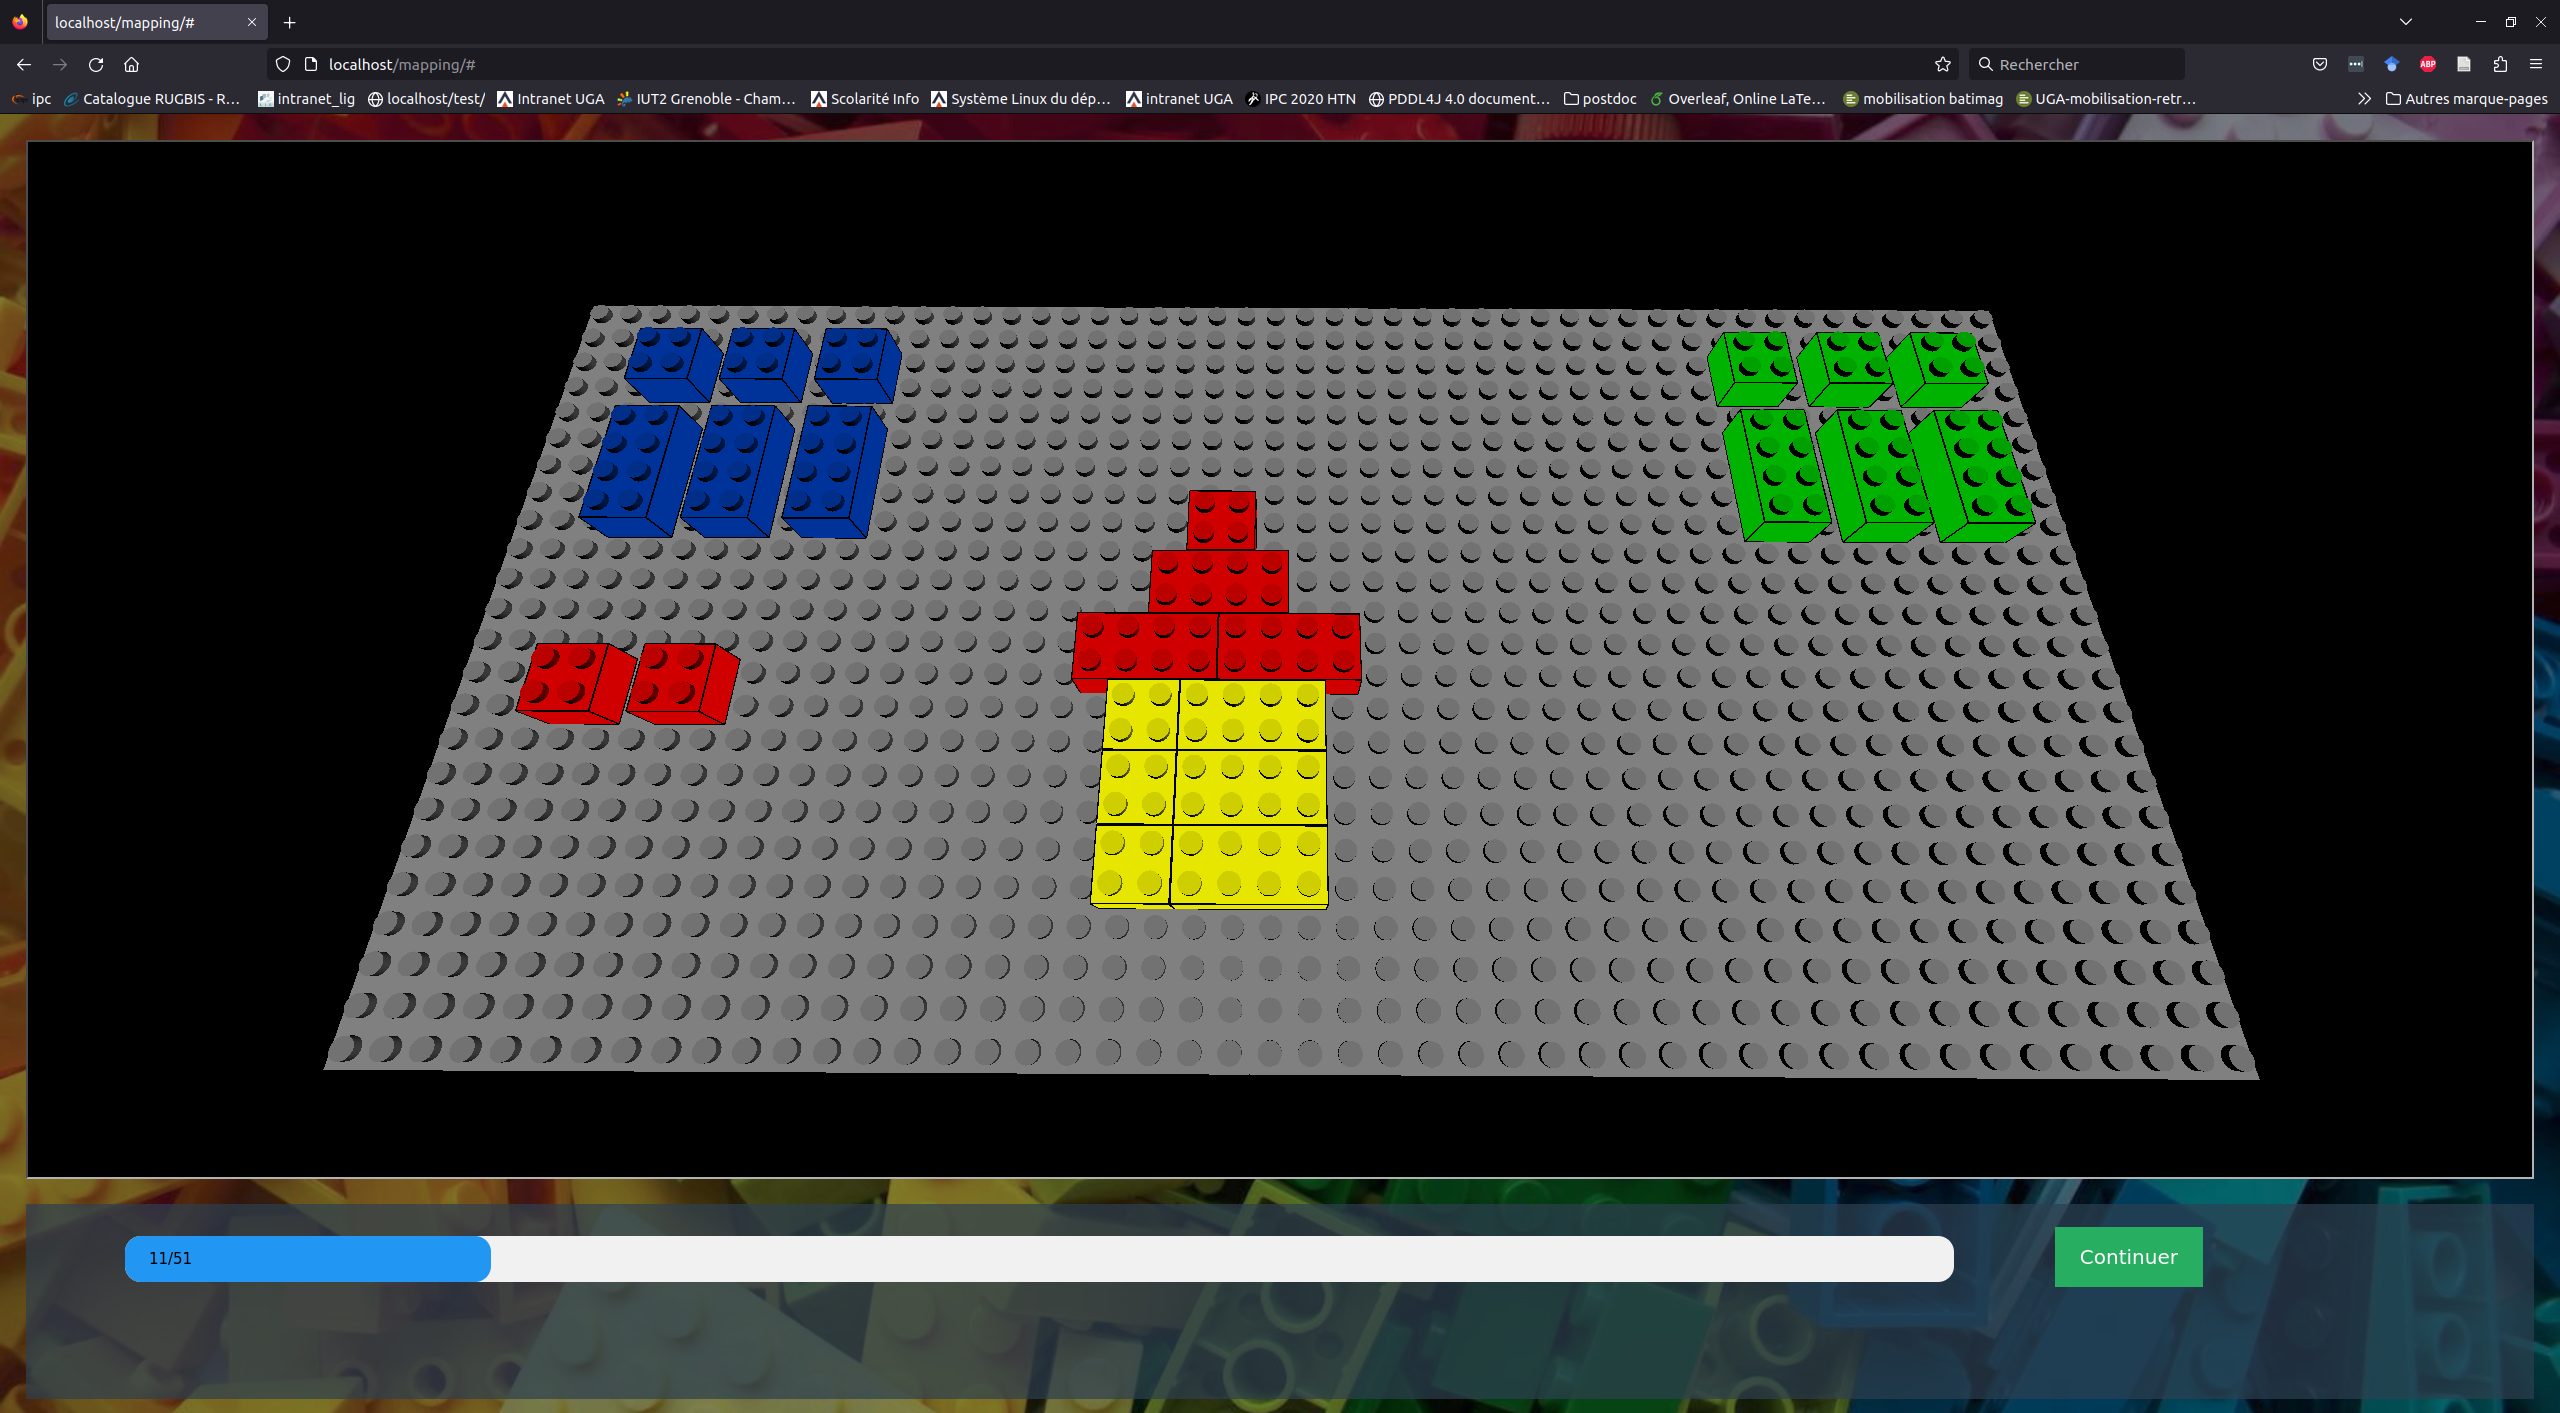 localhost/mapping/#
localhost/mapping/#
Rechercher
ABP
ipc
Catalogue RUGBIS - R…
intranet_lig
localhost/test/
Intranet UGA
IUT2 Grenoble - Cham…
Scolarité Info
Système Linux du dép…
intranet UGA
IPC 2020 HTN
PDDL4J 4.0 document…
postdoc
Overleaf, Online LaTe…
mobilisation batimag
UGA-mobilisation-retr…
Autres marque-pages
11/51
Continuer